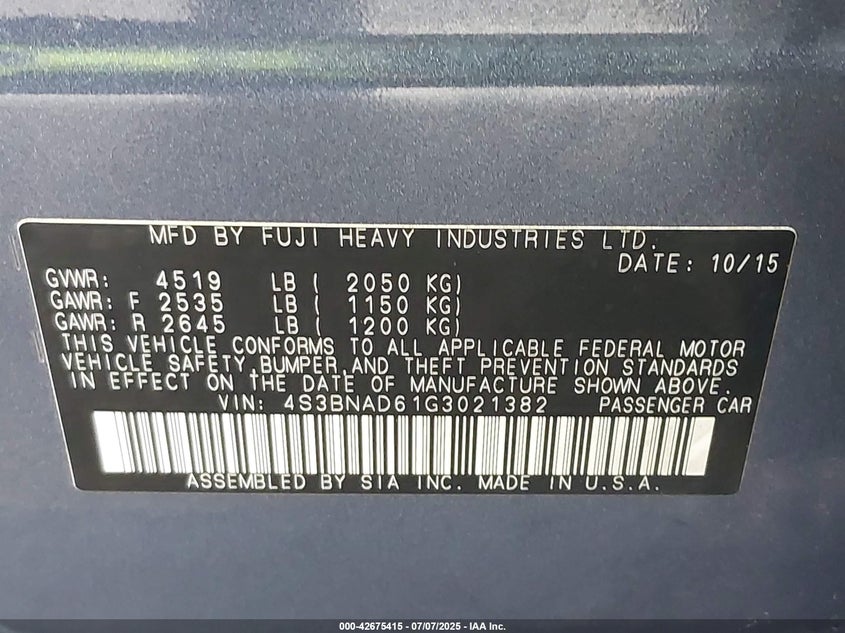 MFD BY FUJI HEAVY INDUSTRIES LTD.
DATE: 10/15
GVWR: 4519 LB ( 2050 KG)
GAWR: F 2535 LB ( 1150 KG)
GAWR: R 2645 LB ( 1200 KG)
THIS VEHICLE CONFORMS TO ALL APPLICABLE FEDERAL MOTOR
VEHICLE SAFETY, BUMPER, AND THEFT PREVENTION STANDARDS
IN EFFECT ON THE DATE OF MANUFACTURE SHOWN ABOVE.
VIN: 4S3BNAD61G3021382 PASSENGER CAR
ASSEMBLED BY SIA INC. MADE IN U.S.A.
000-42675415 - 07/07/2025 - IAA Inc.